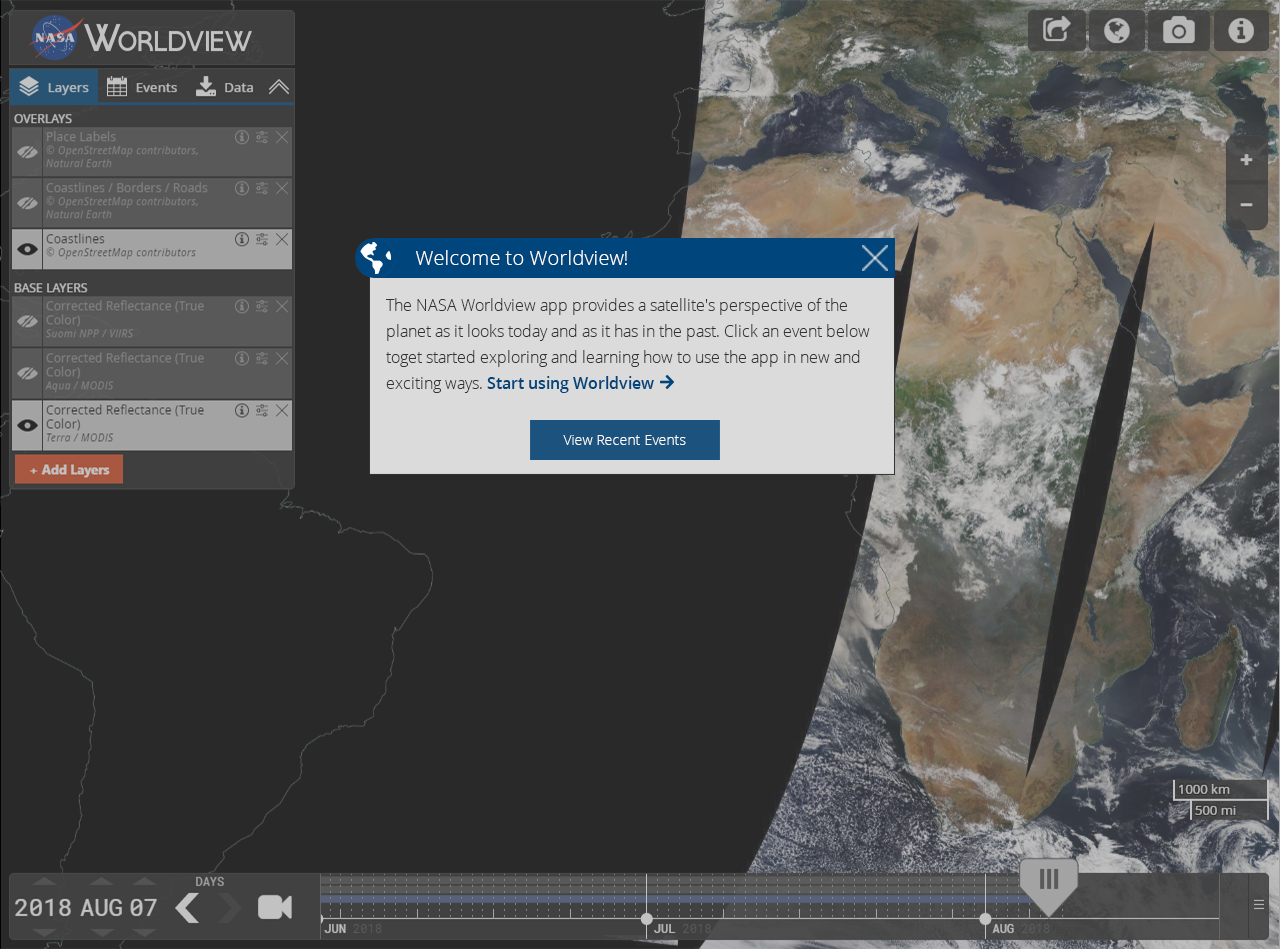 NASA WORLDVIEW
Layers Events Data
OVERLAYS
Place Labels
© OpenStreetMap contributors,
Natural Earth
Coastlines / Borders / Roads
© OpenStreetMap contributors,
Natural Earth
Coastlines
© OpenStreetMap contributors
BASE LAYERS
Corrected Reflectance (True
Color)
Suomi NPP / VIIRS
Corrected Reflectance (True
Color)
Aqua / MODIS
Corrected Reflectance (True
Color)
Terra / MODIS
+ Add Layers
Welcome to Worldview!
The NASA Worldview app provides a satellite's perspective of the
planet as it looks today and as it has in the past. Click an event below
toget started exploring and learning how to use the app in new and
exciting ways. Start using Worldview
View Recent Events
+
−
1000 km
500 mi
DAYS
2018 AUG 07
JUN 2018
JUL 2018
AUG 2018